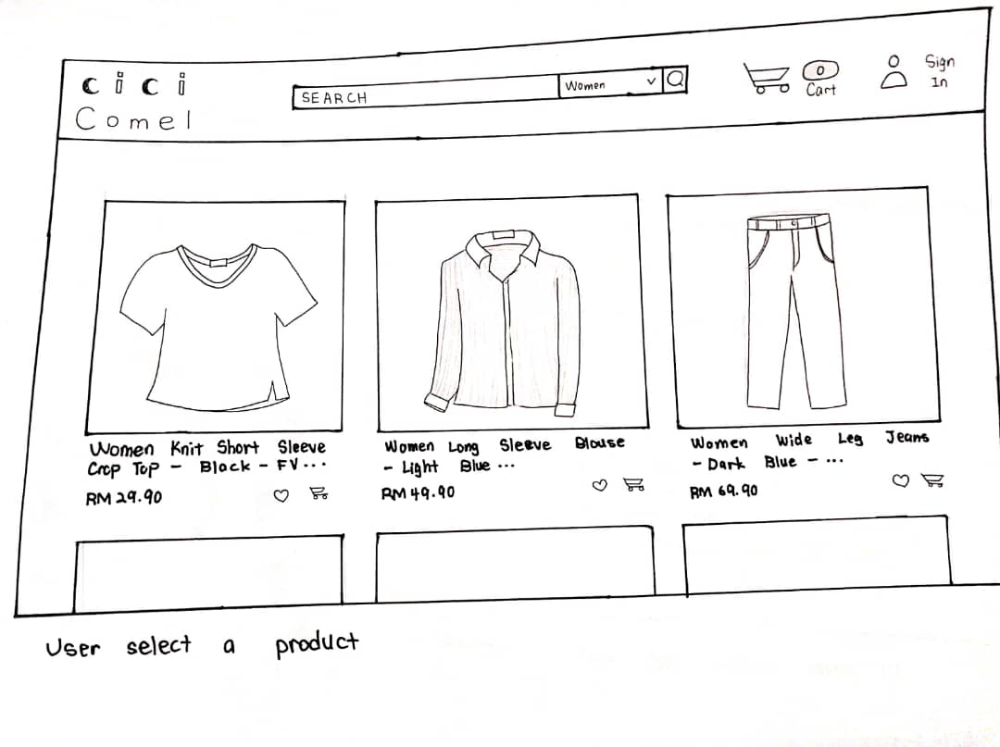 cici
Comel
SEARCH
Women
0
Cart
Sign
In
Women Knit Short Sleeve
Crop Top - Black - FV...
RM 29.90
Women Long Sleeve Blouse
- Light Blue ...
RM 49.90
Women Wide Leg Jeans
- Dark Blue - ...
RM 69.90
User select a product